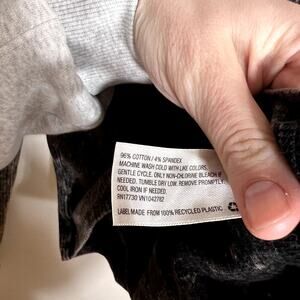 96% COTTON / 4% SPANDEX
MACHINE WASH COLD WITH LIKE COLORS.
GENTLE CYCLE. ONLY NON-CHLORINE BLEACH IF
NEEDED. TUMBLE DRY LOW. REMOVE PROMPTLY.
COOL IRON IF NEEDED.
RN17730 VN1042762
LABEL MADE FROM 100% RECYCLED PLASTIC